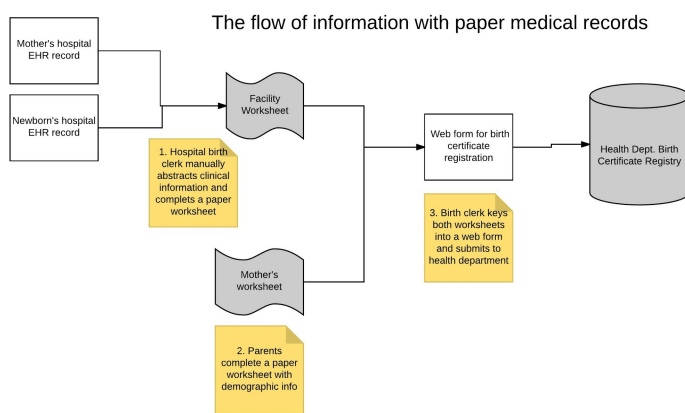 The flow of information with paper medical records
Mother's hospital
EHR record
Newborn's hospital
EHR record
Facility
Worksheet
1. Hospital birth
clerk manually
abstracts clinical
information and
complets a paper
worksheet
Mother's
worksheet
2. Parents
complete a paper
worksheet with
demographic info
Web form for birth
certificate
registration
3. Birth clerk keys
both worksheets
into a web form
and submits to
health department
Health Dept. Birth
Certificate Registry